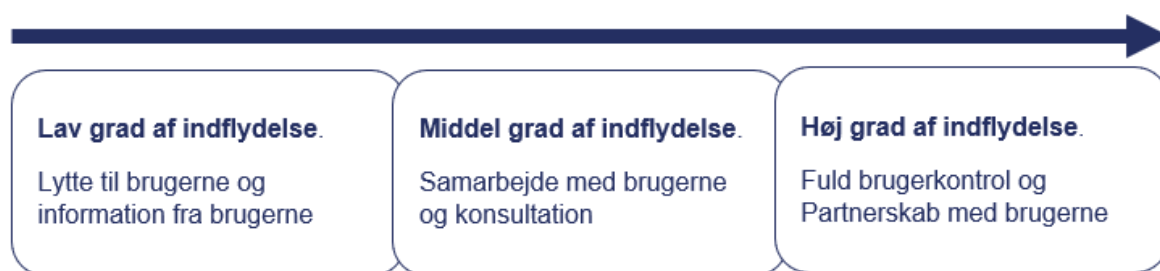 Lav grad af indflydelse.
Lytte til brugerne og
information fra brugerne
Middel grad af indflydelse.
Samarbejde med brugerne
og konsultation
Høj grad af indflydelse.
Fuld brugerkontrol og
Partnerskab med brugerne